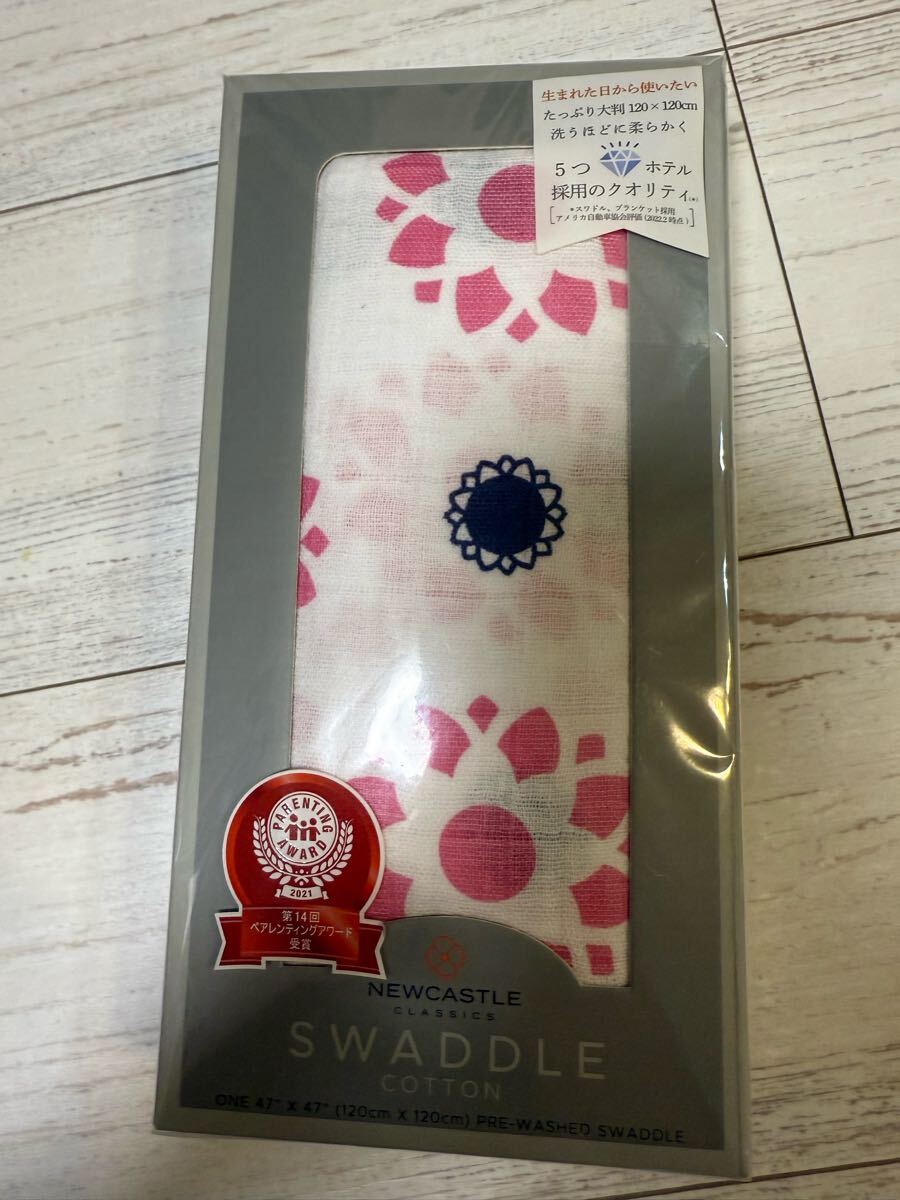 生まれた日から使いたい
たっぷり大判120×120cm
洗うほどに柔らかく
5つ ホテル
採用のクオリティ(*)
*スワドル、ブランケット採用
アメリカ自動車協会評価(2022.2時点)
PARENTING
AWARD
2021
第14回
ペアレンティングアワード
受賞
NEWCASTLE
CLASSICS
SWADDLE
COTTON
ONE 47" X 47" (120cm X 120cm) PRE-WASHED SWADDLE